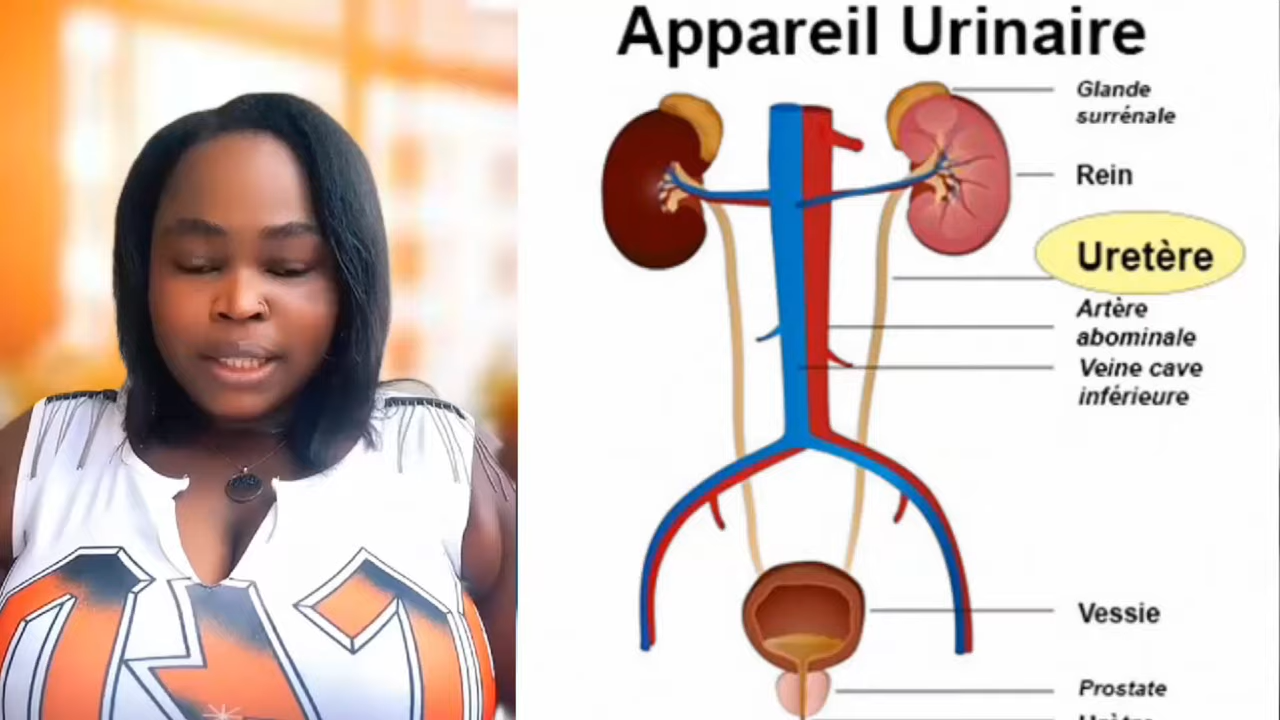 Appareil Urinaire
Glande
surrénale
Rein
Uretère
Artère
abominale
Veine cave
inférieure
Vessie
Prostate